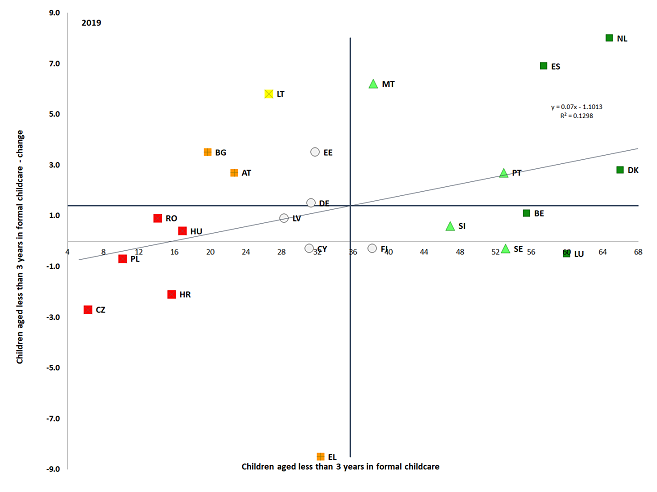 9.0
2019
NL
7.0
ES
MT
LT
5.0
y = 0.07x - 1.1013
R² = 0.1298
BG
EE
3.0
AT
PT
DK
DE
1.0
RO
LV
BE
HU
SI
CY
FI
SE
LU
4 8 12 16 20 24 28 32 36 40 44 48 52 56 60 64 68
PL
-1.0
HR
CZ
-3.0
-5.0
-7.0
EL
-9.0
Children aged less than 3 years in formal childcare
Children aged less than 3 years in formal childcare - change